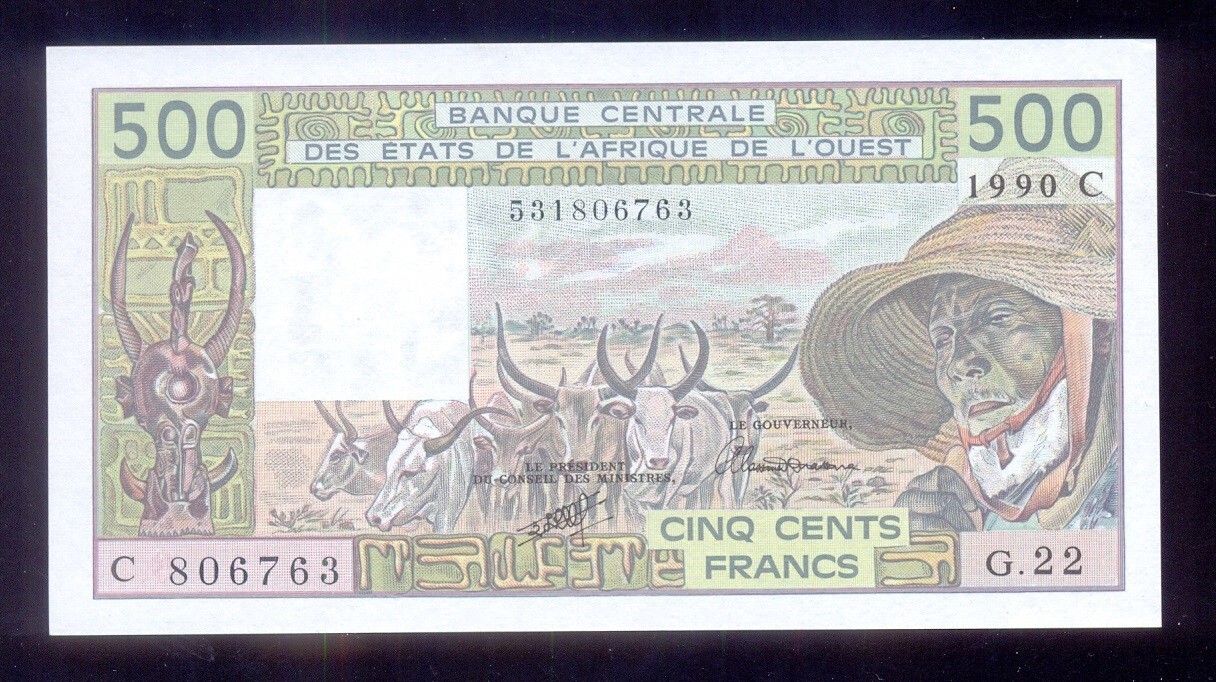 500
BANQUE CENTRALE
DES ÉTATS DE L'AFRIQUE DE L'OUEST
500
1990 C
531806763
LE GOUVERNEUR,
LE PRÉSIDENT
DU CONSEIL DES MINISTRES,
CINQ CENTS
FRANCS
C 806763
G.22